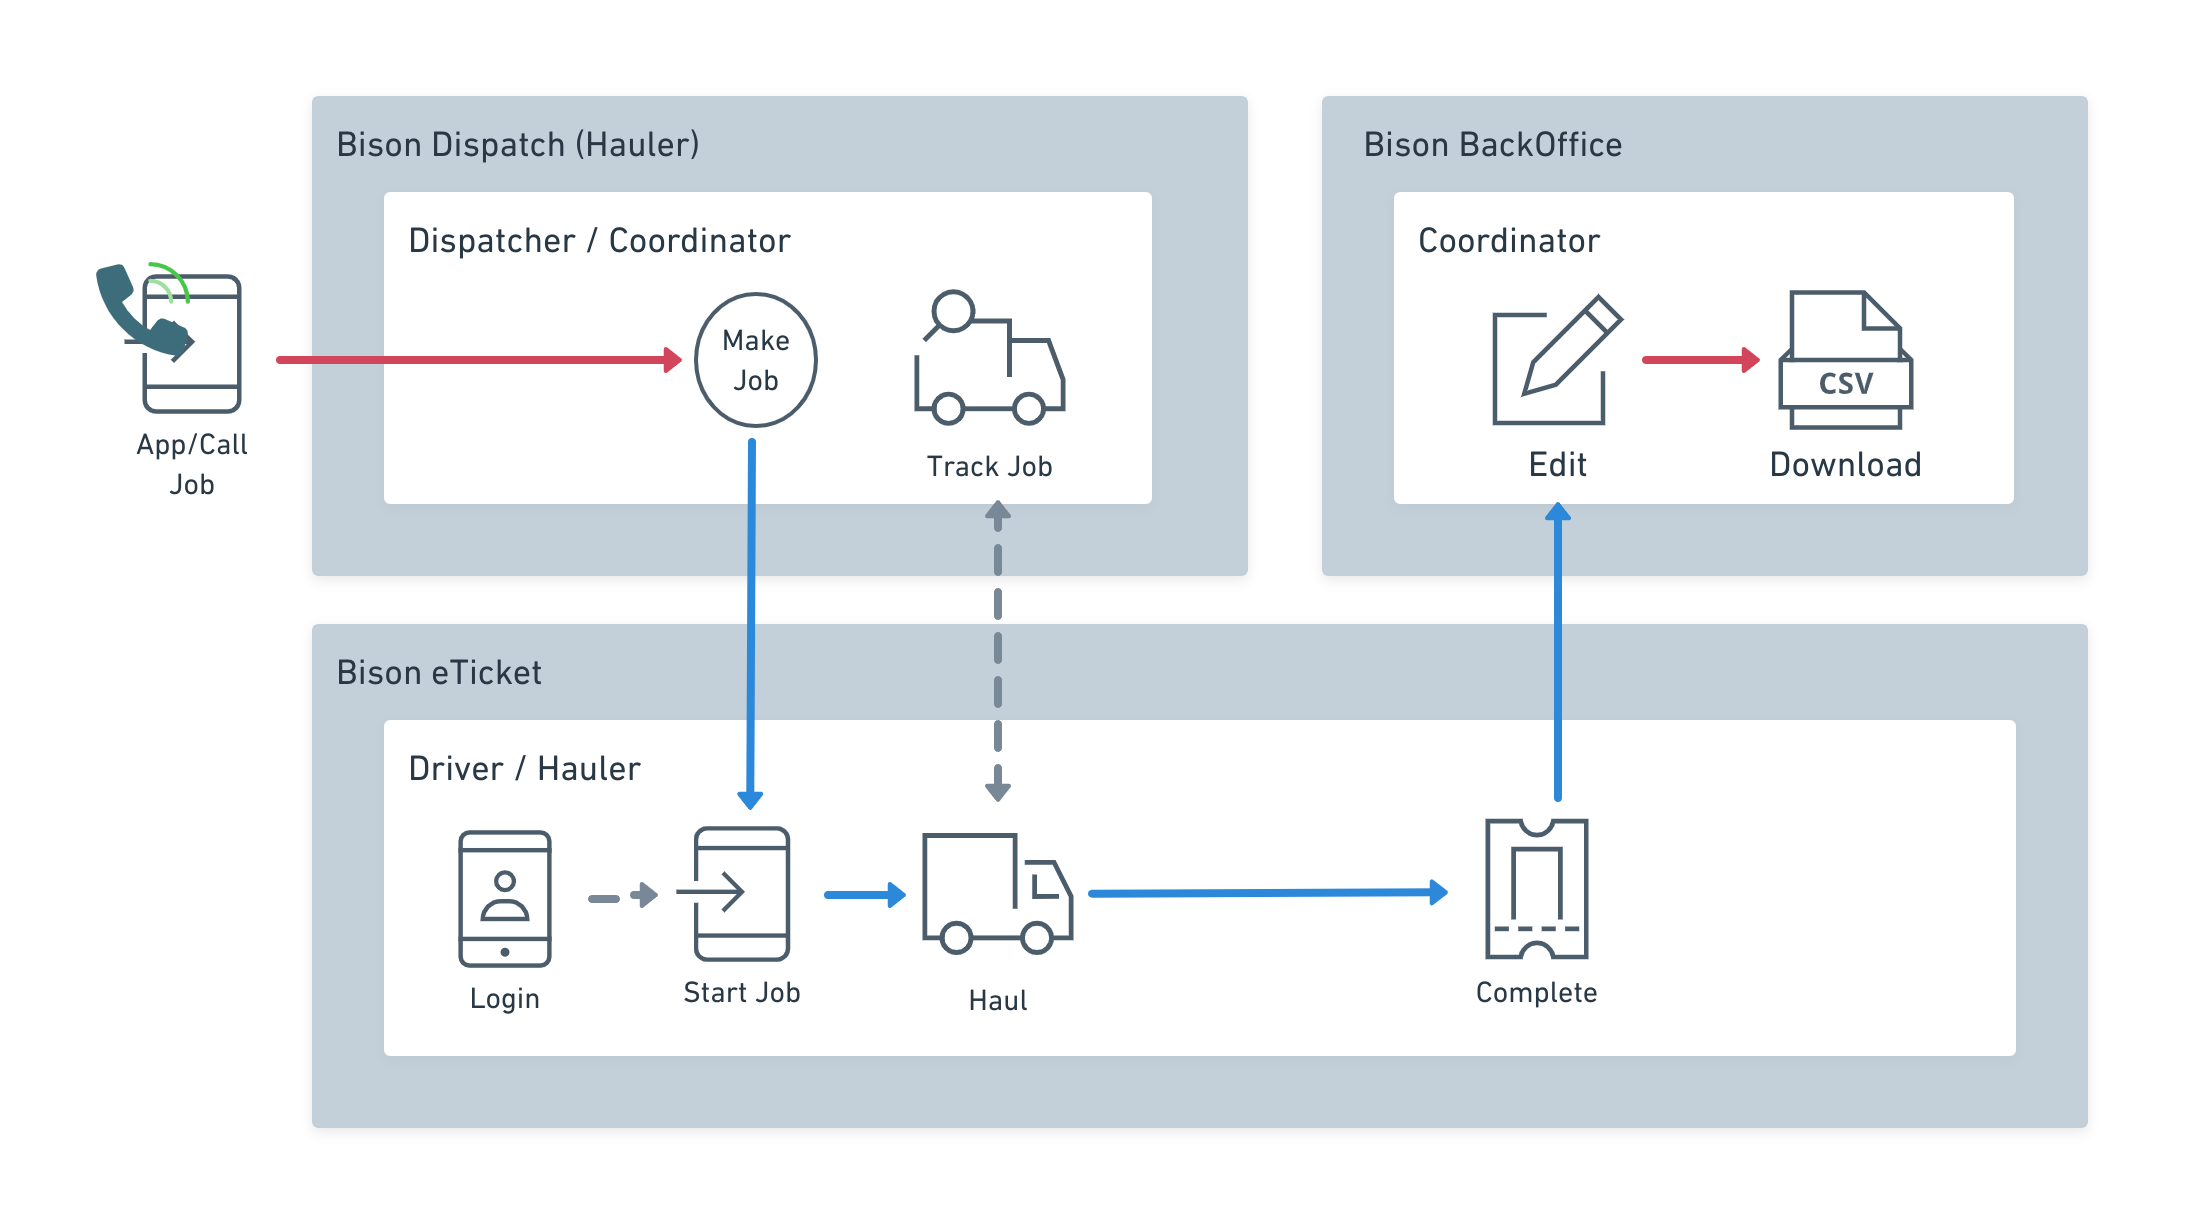 Bison Dispatch (Hauler)
Dispatcher / Coordinator
App/Call
Job
Make
Job
Track Job
Bison BackOffice
Coordinator
Edit
CSV
Download
Bison eTicket
Driver / Hauler
Login
Start Job
Haul
Complete